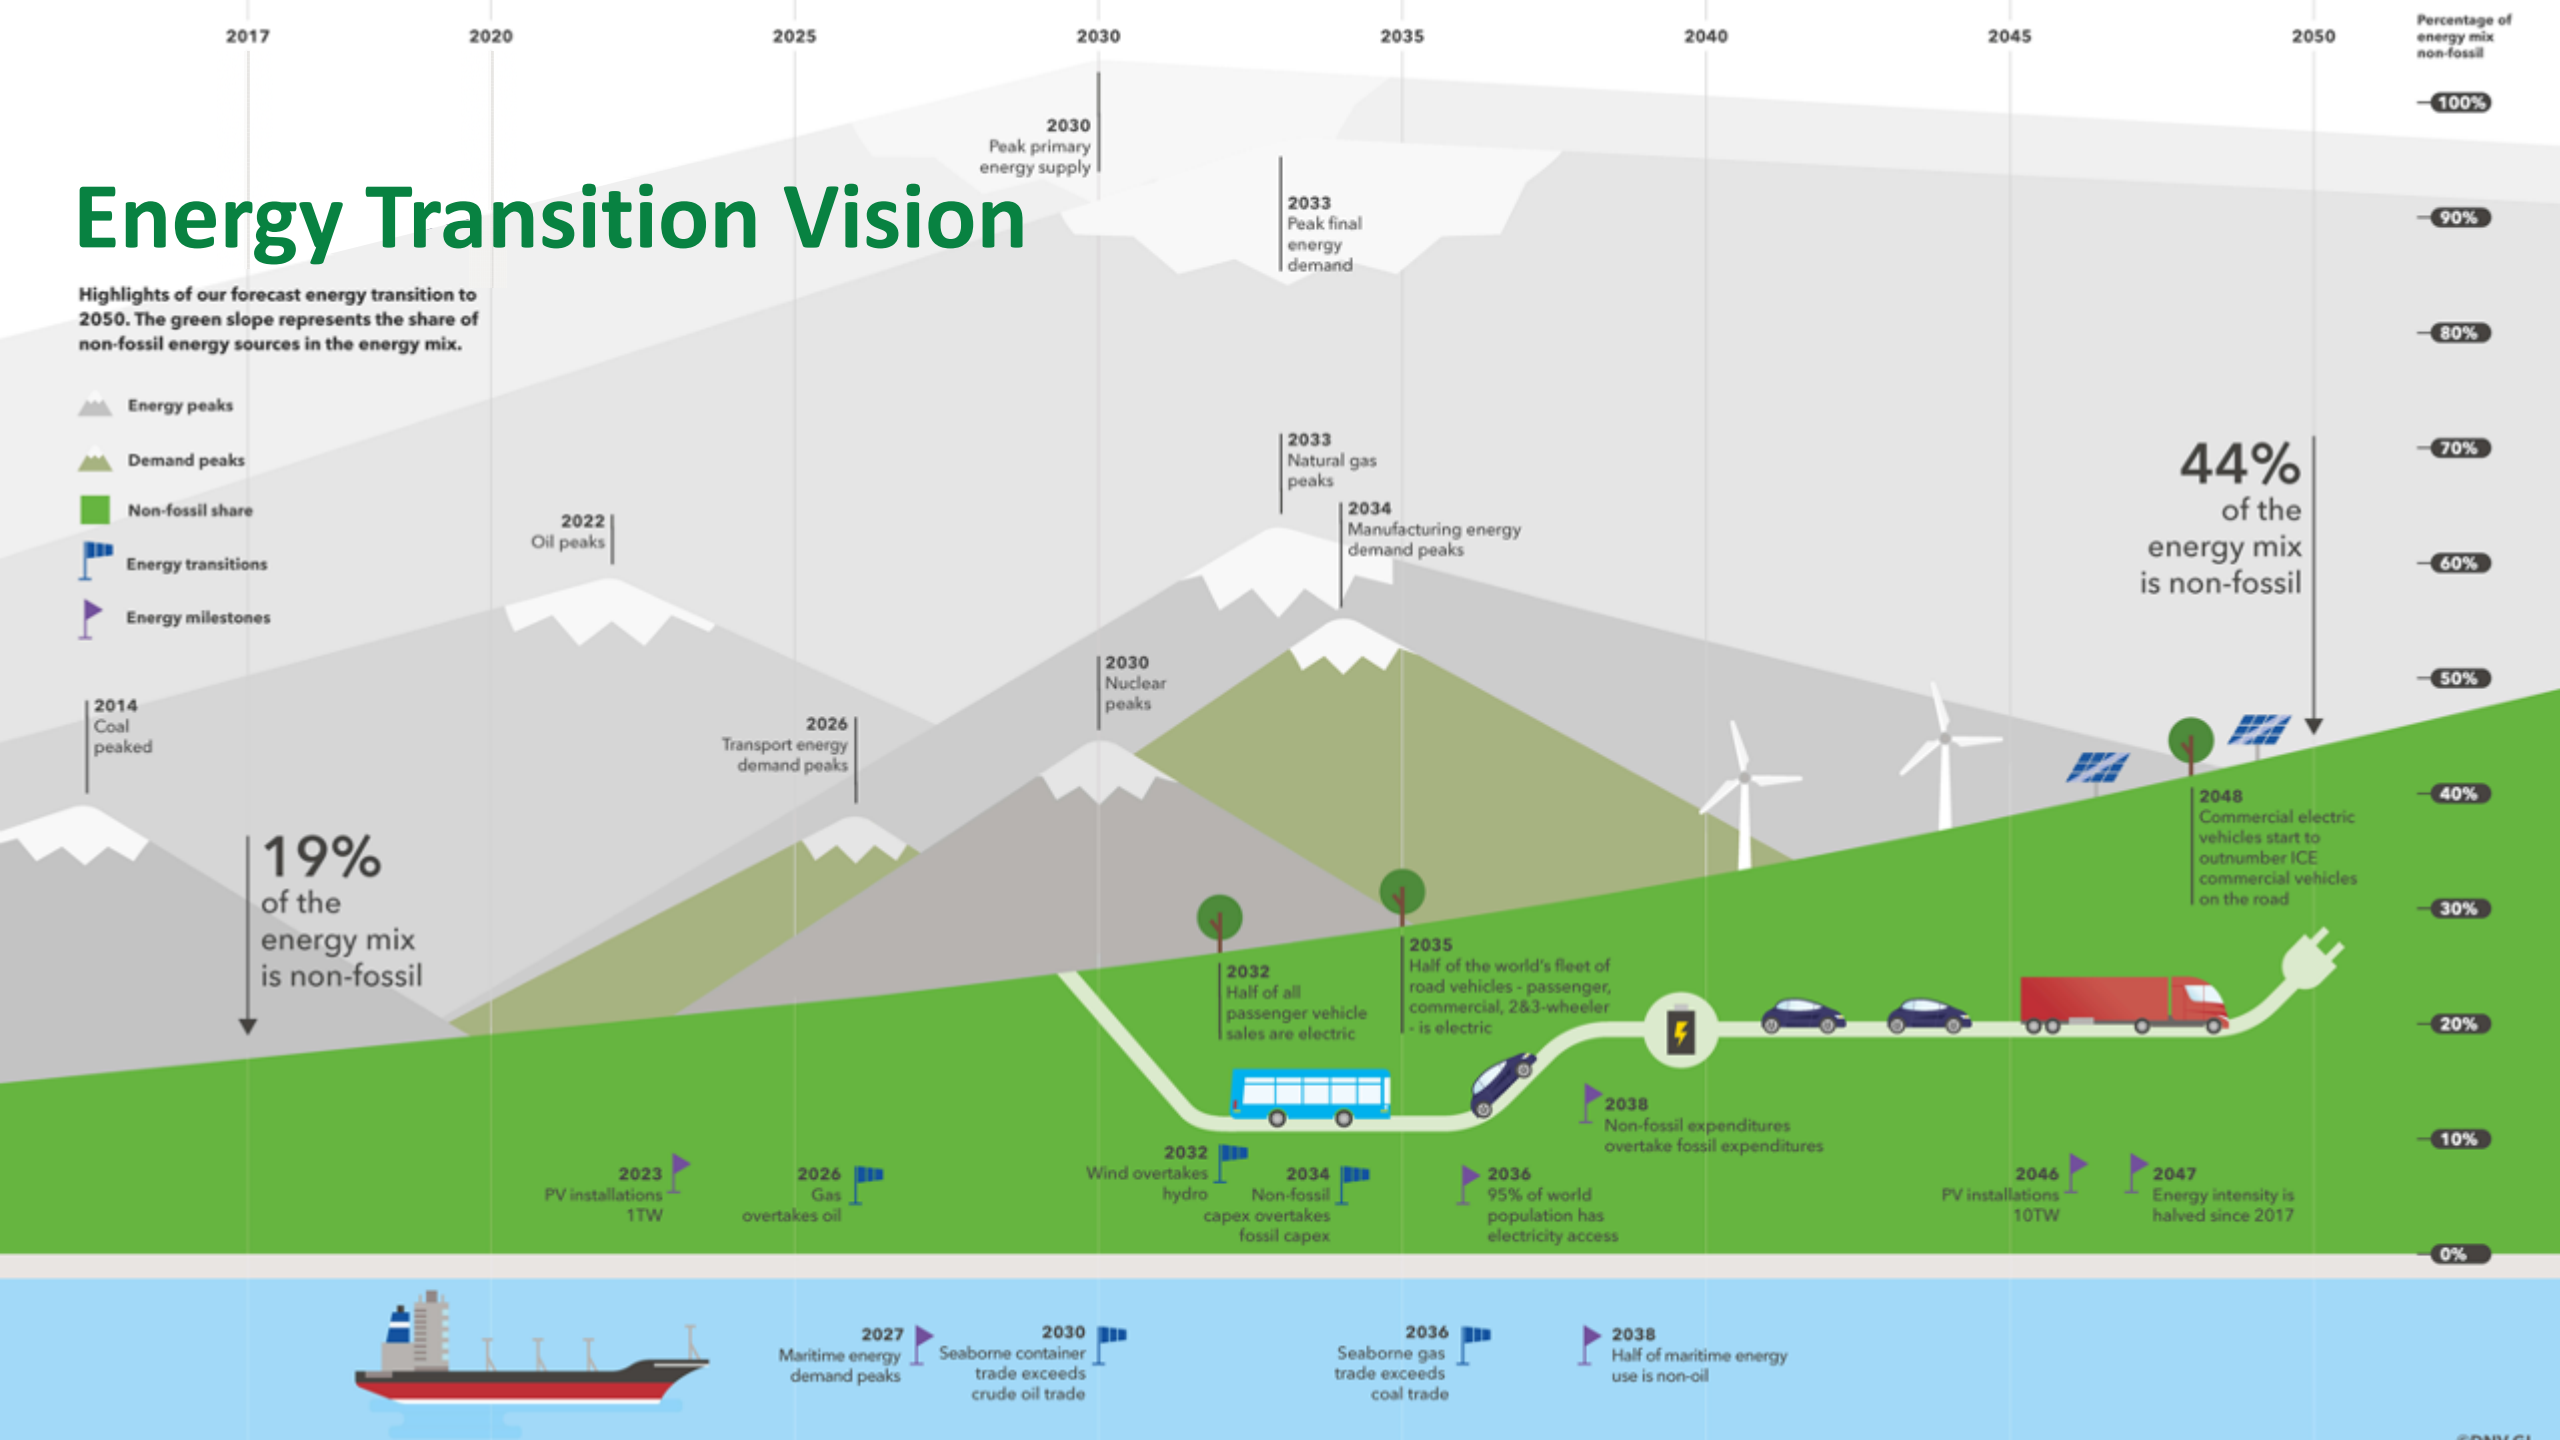 2017
2020
2025
2030
2035
2040
2045
2050
Percentage of
energy mix
non-fossil
100%
90%
80%
70%
60%
50%
40%
30%
20%
10%
0%
Energy Transition Vision
Highlights of our forecast energy transition to
2050. The green slope represents the share of
non-fossil energy sources in the energy mix.
Energy peaks
Demand peaks
Non-fossil share
Energy transitions
Energy milestones
2030
Peak primary
energy supply
2033
Peak final
energy
demand
2033
Natural gas
peaks
2034
Manufacturing energy
demand peaks
2022
Oil peaks
2030
Nuclear
peaks
2014
Coal
peaked
2026
Transport energy
demand peaks
19%
of the
energy mix
is non-fossil
44%
of the
energy mix
is non-fossil
2048
Commercial electric
vehicles start to
outnumber ICE
commercial vehicles
on the road
2032
Half of all
passenger vehicle
sales are electric
2035
Half of the world's fleet of
road vehicles - passenger,
commercial, 2&3-wheeler
- is electric
2038
Non-fossil expenditures
overtake fossil expenditures
2023
PV installations
1TW
2026
Gas
overtakes oil
2032
Wind overtakes
hydro
2034
Non-fossil
capex overtakes
fossil capex
2036
95% of world
population has
electricity access
2046
PV installations
10TW
2047
Energy intensity is
halved since 2017
2027
Maritime energy
demand peaks
2030
Seaborne container
trade exceeds
crude oil trade
2036
Seaborne gas
trade exceeds
coal trade
2038
Half of maritime energy
use is non-oil